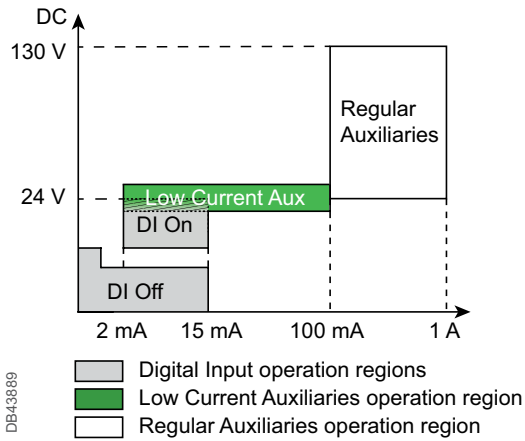 DC
130 V
Regular
Auxiliaries
24 V
Low Current Aux
DI On
DI Off
2 mA
15 mA
100 mA
1 A
Digital Input operation regions
Low Current Auxiliaries operation region
Regular Auxiliaries operation region
DB43889